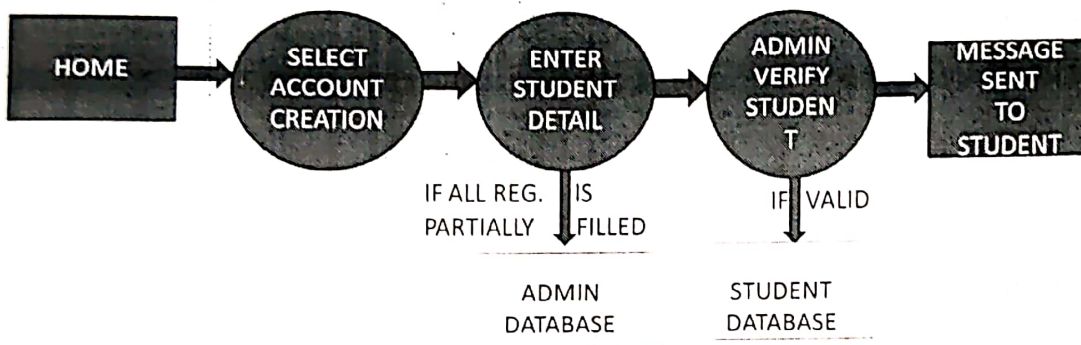 HOME
SELECT
ACCOUNT
CREATION
ENTER
STUDENT
DETAIL
ADMIN
VERIFY
STUDEN
T
MESSAGE
SENT
TO
STUDENT
IF ALL REG. IS
PARTIALLY FILLED
IF VALID
ADMIN
DATABASE
STUDENT
DATABASE